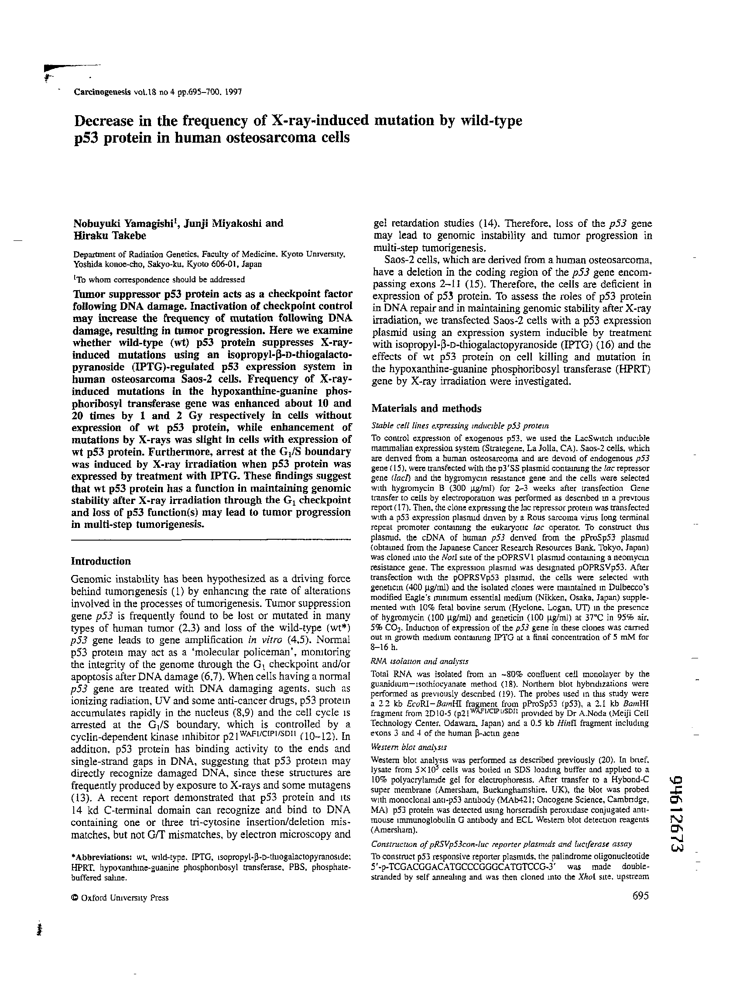 Carcinogenesis vol.18 no 4 pp.695–700, 1997
Decrease in the frequency of X-ray-induced mutation by wild-type
p53 protein in human osteosarcoma cells
Nobuyuki Yamagishi¹, Junji Miyakoshi and
Hiraku Takebe
Department of Radiation Genetics, Faculty of Medicine, Kyoto University,
Yoshida konoe-cho, Sakyo-ku, Kyoto 606-01, Japan
¹To whom correspondence should be addressed
Tumor suppressor p53 protein acts as a checkpoint factor
following DNA damage. Inactivation of checkpoint control
may increase the frequency of mutation following DNA
damage, resulting in tumor progression. Here we examine
whether wild-type (wt) p53 protein suppresses X-ray-
induced mutations using an isopropyl-β-D-thiogalacto-
pyranoside (IPTG)-regulated p53 expression system in
human osteosarcoma Saos-2 cells. Frequency of X-ray-
induced mutations in the hypoxanthine-guanine phos-
phoribosyl transferase gene was enhanced about 10 and
20 times by 1 and 2 Gy respectively in cells without
expression of wt p53 protein, while enhancement of
mutations by X-rays was slight in cells with expression of
wt p53 protein. Furthermore, arrest at the G₁/S boundary
was induced by X-ray irradiation when p53 protein was
expressed by treatment with IPTG. These findings suggest
that wt p53 protein has a function in maintaining genomic
stability after X-ray irradiation through the G₁ checkpoint
and loss of p53 function(s) may lead to tumor progression
in multi-step tumorigenesis.
Introduction
Genomic instability has been hypothesized as a driving force
behind tumorigenesis (1) by enhancing the rate of alterations
involved in the processes of tumorigenesis. Tumor suppression
gene p53 is frequently found to be lost or mutated in many
types of human tumor (2,3) and loss of the wild-type (wt*)
p53 gene leads to gene amplification in vitro (4,5). Normal
p53 protein may act as a 'molecular policeman', monitoring
the integrity of the genome through the G₁ checkpoint and/or
apoptosis after DNA damage (6,7). When cells having a normal
p53 gene are treated with DNA damaging agents, such as
ionizing radiation, UV and some anti-cancer drugs, p53 protein
accumulates rapidly in the nucleus (8,9) and the cell cycle is
arrested at the G₁/S boundary, which is controlled by a
cyclin-dependent kinase inhibitor p21WAF1/CIP1/SDI1 (10–12). In
addition, p53 protein has binding activity to the ends and
single-strand gaps in DNA, suggesting that p53 protein may
directly recognize damaged DNA, since these structures are
frequently produced by exposure to X-rays and some mutagens
(13). A recent report demonstrated that p53 protein and its
14 kd C-terminal domain can recognize and bind to DNA
containing one or three tri-cytosine insertion/deletion mis-
matches, but not G/T mismatches, by electron microscopy and
*Abbreviations: wt, wild-type, IPTG, isopropyl-β-D-thiogalactopyranoside;
HPRT, hypoxanthine-guanine phosphoribosyl transferase, PBS, phosphate-
buffered saline.
© Oxford University Press
gel retardation studies (14). Therefore, loss of the p53 gene
may lead to genomic instability and tumor progression in
multi-step tumorigenesis.
Saos-2 cells, which are derived from a human osteosarcoma,
have a deletion in the coding region of the p53 gene encom-
passing exons 2–11 (15). Therefore, the cells are deficient in
expression of p53 protein. To assess the roles of p53 protein
in DNA repair and in maintaining genomic stability after X-ray
irradiation, we transfected Saos-2 cells with a p53 expression
plasmid using an expression system inducible by treatment
with isopropyl-β-D-thiogalactopyranoside (IPTG) (16) and the
effects of wt p53 protein on cell killing and mutation in
the hypoxanthine-guanine phosphoribosyl transferase (HPRT)
gene by X-ray irradiation were investigated.
Materials and methods
Stable cell lines expressing inducible p53 protein
To control expression of exogenous p53, we used the LacSwitch inducible
mammalian expression system (Strategene, La Jolla, CA). Saos-2 cells, which
are derived from a human osteosarcoma and are devoid of endogenous p53
gene (15), were transfected with the p3'SS plasmid containing the lac repressor
gene (lacI) and the hygromycin resistance gene and the cells were selected
with hygromycin B (300 μg/ml) for 2–3 weeks after transfection Gene
transfer to cells by electroporation was performed as described in a previous
report (17). Then, the clone expressing the lac repressor protein was transfected
with a p53 expression plasmid driven by a Rous sarcoma virus long terminal
repeat promoter containing the eukaryotic lac operator. To construct this
plasmid, the cDNA of human p53 derived from the pProSp53 plasmid
(obtained from the Japanese Cancer Research Resources Bank, Tokyo, Japan)
was cloned into the NotI site of the pOPRSV1 plasmid containing a neomycin
resistance gene. The expression plasmid was designated pOPRSVp53. After
transfection with the pOPRSVp53 plasmid, the cells were selected with
geneticin (400 μg/ml) and the isolated clones were maintained in Dulbecco's
modified Eagle's minimum essential medium (Nikken, Osaka, Japan) supple-
mented with 10% fetal bovine serum (Hyclone, Logan, UT) in the presence
of hygromycin (100 μg/ml) and geneticin (100 μg/ml) at 37°C in 95% air,
5% CO₂. Induction of expression of the p53 gene in these clones was carried
out in growth medium containing IPTG at a final concentration of 5 mM for
8–16 h.
RNA isolation and analysis
Total RNA was isolated from an ~80% confluent cell monolayer by the
guanidium–isothiocyanate method (18). Northern blot hybridizations were
performed as previously described (19). The probes used in this study were
a 2.2 kb EcoRI–BamHI fragment from pProSp53 (p53), a 2.1 kb BamHI
fragment from 2D10-5 (p21WAF1/CIP1/SDI1 provided by Dr A.Noda (Meiji Cell
Technology Center, Odawara, Japan) and a 0.5 kb HinfI fragment including
exons 3 and 4 of the human β-actin gene
Western blot analysis
Western blot analysis was performed as described previously (20). In brief,
lysate from 5×10⁵ cells was boiled in SDS loading buffer and applied to a
10% polyacrylamide gel for electrophoresis. After transfer to a Hybond-C
super membrane (Amersham, Buckinghamshire, UK), the blot was probed
with monoclonal anti-p53 antibody (MAb421; Oncogene Science, Cambridge,
MA) p53 protein was detected using horseradish peroxidase conjugated anti-
mouse immunoglobulin G antibody and ECL Western blot detection reagents
(Amersham).
Construction of pRSVp53con-luc reporter plasmids and luciferase assay
To construct p53 responsive reporter plasmids, the palindrome oligonucleotide
5'-p-TCGACGGACATGCCCGGGCATGTCCG-3' was made double-
stranded by self annealing and was then cloned into the XhoI site, upstream
695
94612673